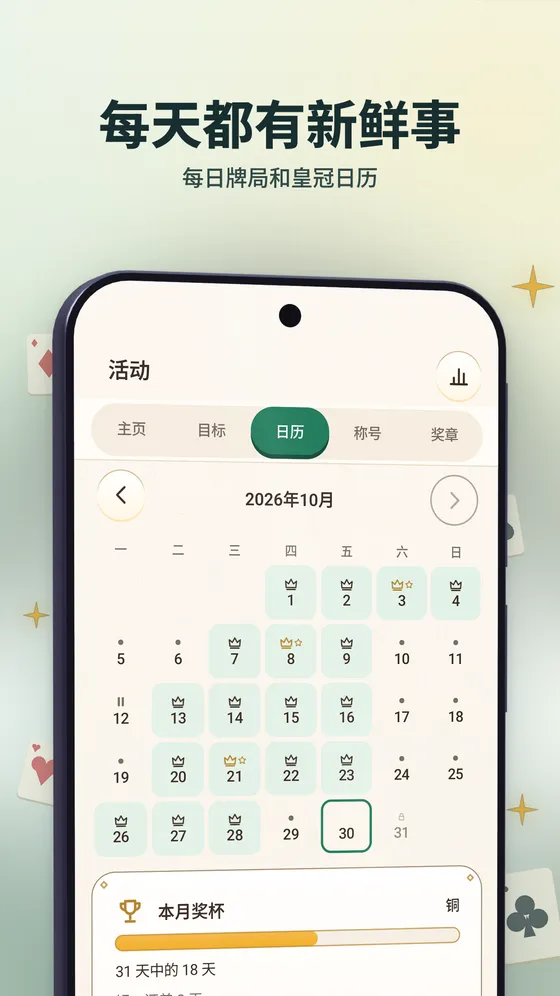 每天都有新鲜事
每日牌局和皇冠日历
活动
主页 目标 日历 称号 奖章
2026年10月
一 二 三 四 五 六 日
1 2 3 4
5 6 7 8 9 10 11
12 13 14 15 16 17 18
19 20 21 22 23 24 25
26 27 28 29 30 31
本月奖杯 铜
31 天中的 18 天